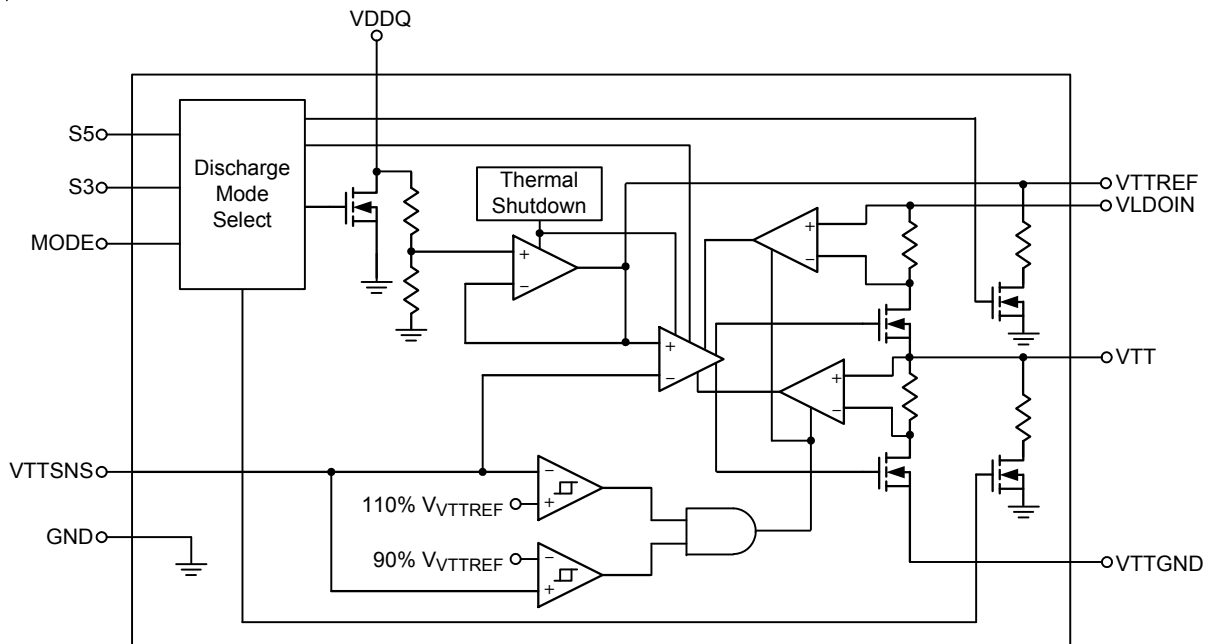 VDDQ
S5
S3
MODE
Discharge
Mode
Select
Thermal
Shutdown
VTTREF
VLDOIN
+
−
+
−
+
−
VTT
+
−
VTTSNS
−
+
110% VVTTREF
GND
90% VVTTREF
−
+
VTTGND